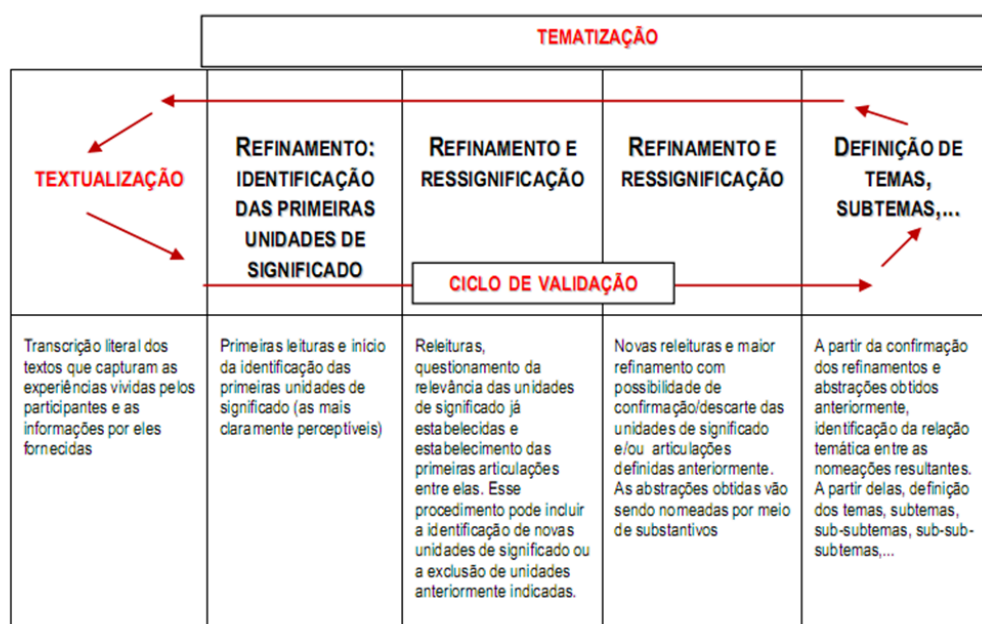 TEMATIZAÇÃO
TEXTUALIZAÇÃO
REFINAMENTO:
IDENTIFICAÇÃO
DAS PRIMEIRAS
UNIDADES DE
SIGNIFICADO
REFINAMENTO E
RESSIGNIFICAÇÃO
REFINAMENTO E
RESSIGNIFICAÇÃO
DEFINIÇÃO DE
TEMAS,
SUBTEMAS,...
CICLO DE VALIDAÇÃO
Transcrição literal dos
textos que capturam as
experiências vividas pelos
participantes e as
informações por eles
fornecidas
Primeiras leituras e início
da identificação das
primeiras unidades de
significado (as mais
claramente perceptíveis)
Releituras,
questionamento da
relevância das unidades
de significado já
estabelecidas e
estabelecimento das
primeiras articulações
entre elas. Esse
procedimento pode incluir
a identificação de novas
unidades de significado ou
a exclusão de unidades
anteriormente indicadas.
Novas releituras e maior
refinamento com
possibilidade de
confirmação/descarte das
unidades de significado
e/ou articulações
definidas anteriormente.
As abstrações obtidas vão
sendo nomeadas por meio
de substantivos
A partir da confirmação
dos refinamentos e
abstrações obtidos
anteriormente,
identificação da relação
temática entre as
nomeações resultantes.
A partir delas, definição
dos temas, subtemas,
sub-subtemas, sub-sub-
subtemas,...